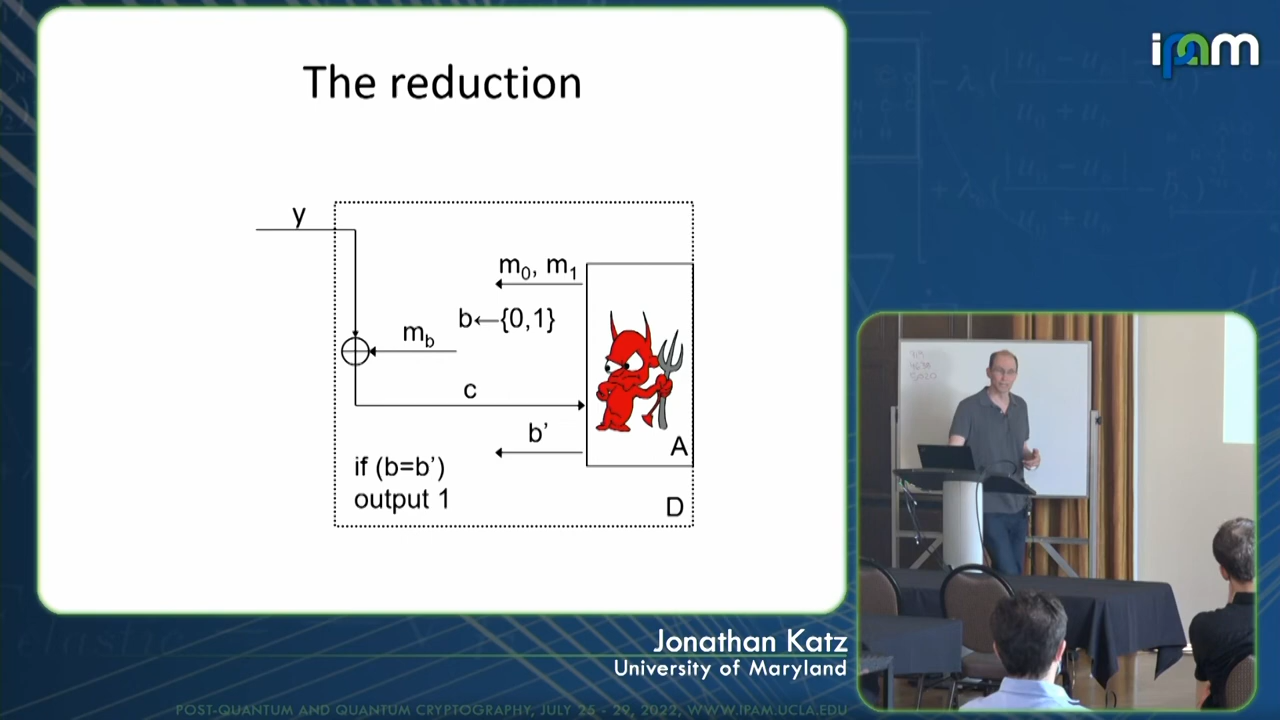 ipam
The reduction
y
m₀, m₁
b←{0,1}
m_b
c
b’
if (b=b’)
output 1
A
D
Jonathan Katz
University of Maryland
POST-QUANTUM AND QUANTUM CRYPTOGRAPHY, JULY 25 - 29, 2022, WWW.IPAM.UCLA.EDU